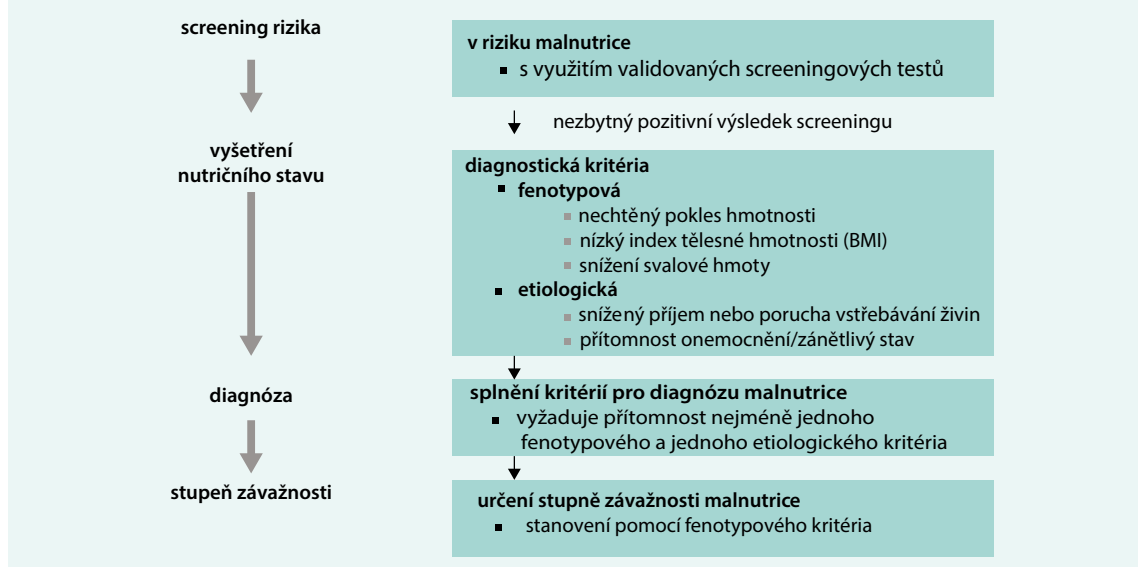 screening rizika
v riziku malnutrice
▪ s využitím validovaných screeningových testů
nezbytný pozitivní výsledek screeningu
vyšetření
nutričního stavu
diagnostická kritéria
▪ fenotypová
▪ nechtěný pokles hmotnosti
▪ nízký index tělesné hmotnosti (BMI)
▪ snížení svalové hmoty
▪ etiologická
▪ snížený příjem nebo porucha vstřebávání živin
▪ přítomnost onemocnění/zánětlivý stav
diagnóza
splnění kritérií pro diagnózu malnutrice
▪ vyžaduje přítomnost nejméně jednoho
fenotypového a jednoho etiologického kritéria
stupeň závažnosti
určení stupně závažnosti malnutrice
▪ stanovení pomocí fenotypového kritéria